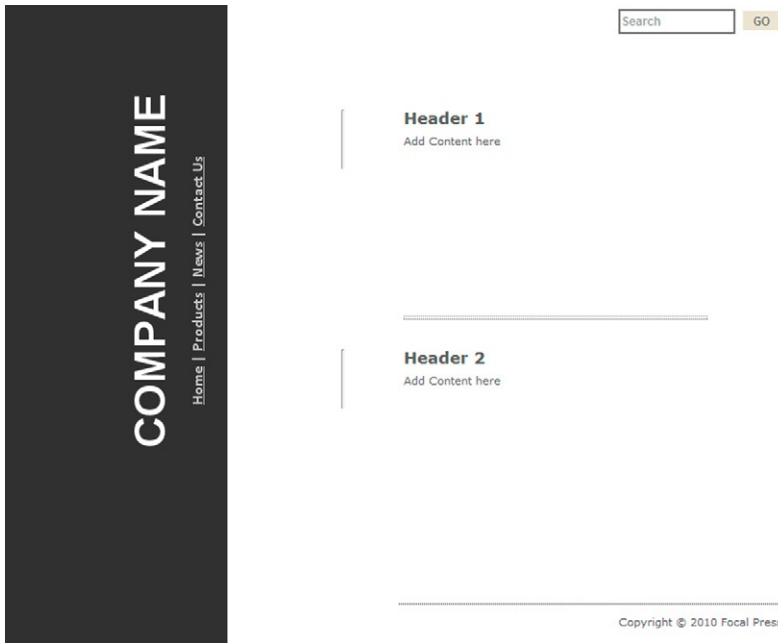 Search GO
COMPANY NAME
Home | Products | News | Contact Us
Header 1
Add Content here
Header 2
Add Content here
Copyright © 2010 Focal Press